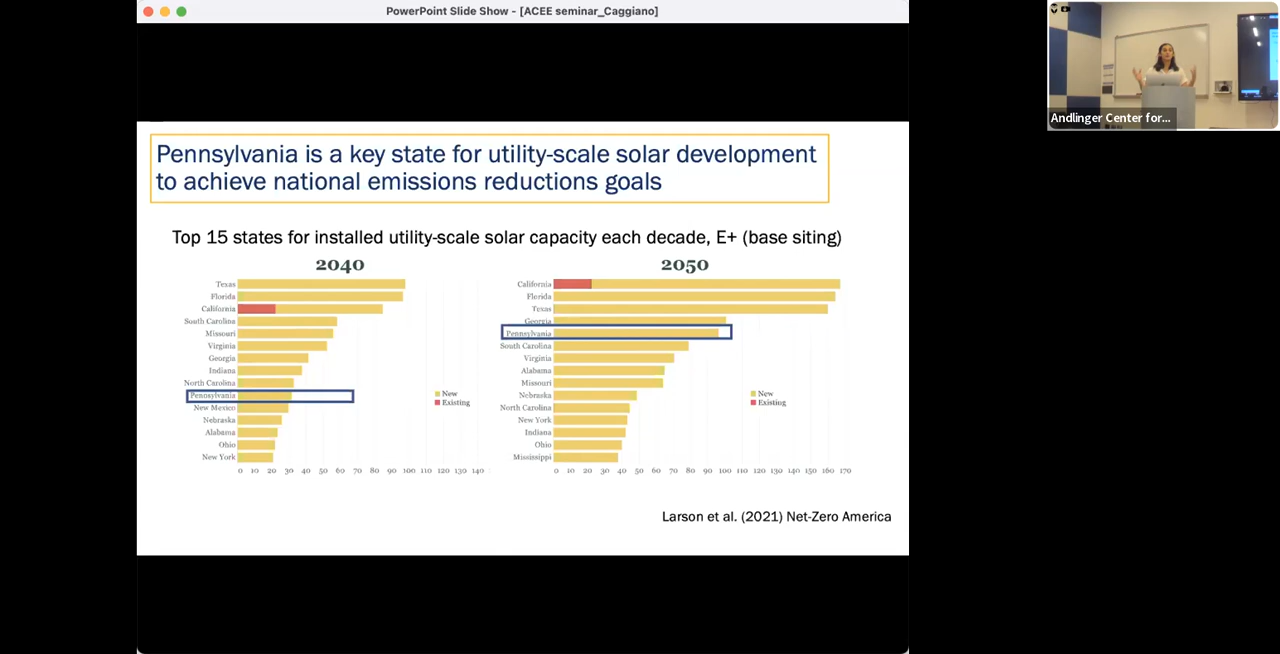 PowerPoint Slide Show - [ACEE seminar_Caggiano]
Andlinger Center for...
Pennsylvania is a key state for utility-scale solar development
to achieve national emissions reductions goals
Top 15 states for installed utility-scale solar capacity each decade, E+ (base siting)
2040
Texas
Florida
California
South Carolina
Missouri
Virginia
Georgia
Indiana
North Carolina
Pennsylvania
New Mexico
Nebraska
Alabama
Ohio
New York
New
Existing
0 10 20 30 40 50 60 70 80 90 100 110 120 130 140
2050
California
Florida
Texas
Georgia
Pennsylvania
South Carolina
Virginia
Alabama
Missouri
Nebraska
North Carolina
New York
Indiana
Ohio
Mississippi
New
Existing
0 10 20 30 40 50 60 70 80 90 100 110 120 130 140 150 160 170
Larson et al. (2021) Net-Zero America